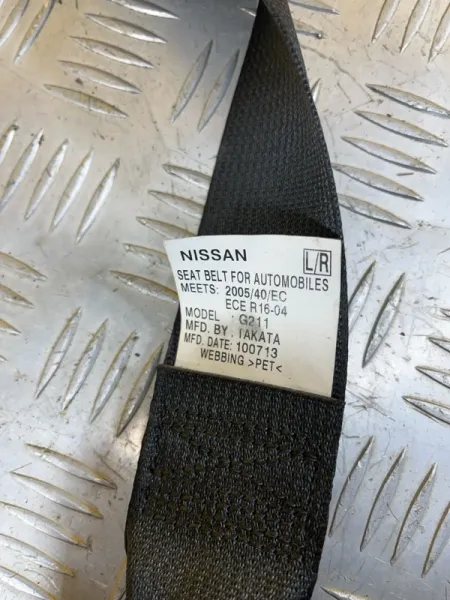 NISSAN L/R
SEAT BELT FOR AUTOMOBILES
MEETS: 2005/40/EC
ECE R16-04
MODEL : G211
MFD. BY : TAKATA
MFD. DATE: 100713
WEBBING >PET<